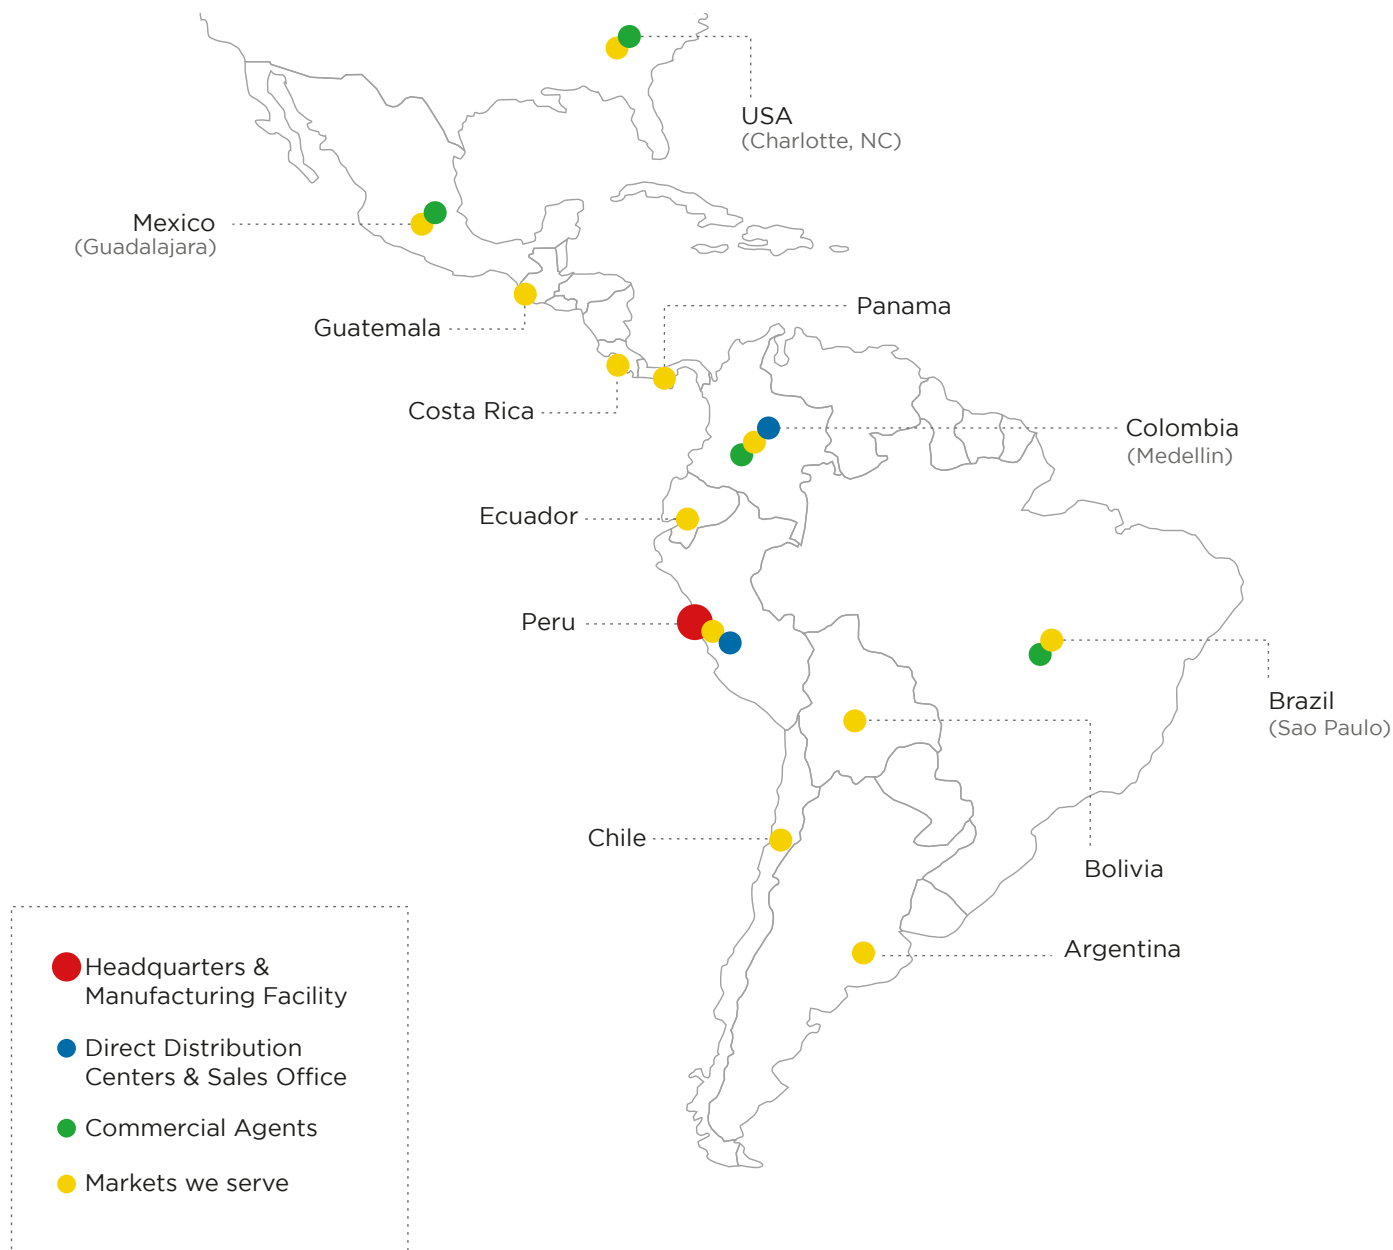 USA
(Charlotte, NC)
Mexico
(Guadalajara)
Panama
Guatemala
Costa Rica
Colombia
(Medellin)
Ecuador
Peru
Brazil
(Sao Paulo)
Chile
Bolivia
Argentina
Headquarters &
Manufacturing Facility
Direct Distribution
Centers & Sales Office
Commercial Agents
Markets we serve